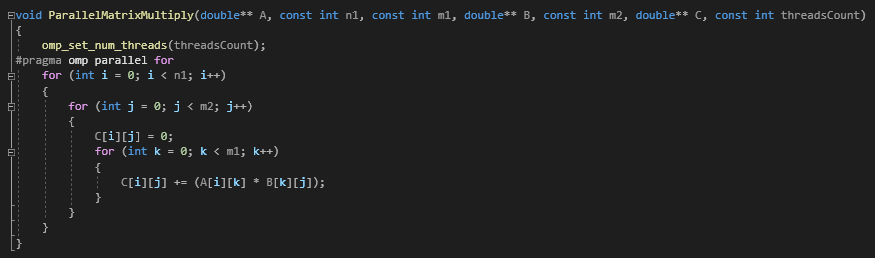 void ParallelMatrixMultiply(double** A, const int n1, const int m1, double** B, const int m2, double** C, const int threadsCount)
{
    omp_set_num_threads(threadsCount);
#pragma omp parallel for
    for (int i = 0; i < n1; i++)
    {
        for (int j = 0; j < m2; j++)
        {
            C[i][j] = 0;
            for (int k = 0; k < m1; k++)
            {
                C[i][j] += (A[i][k] * B[k][j]);
            }
        }
    }
}